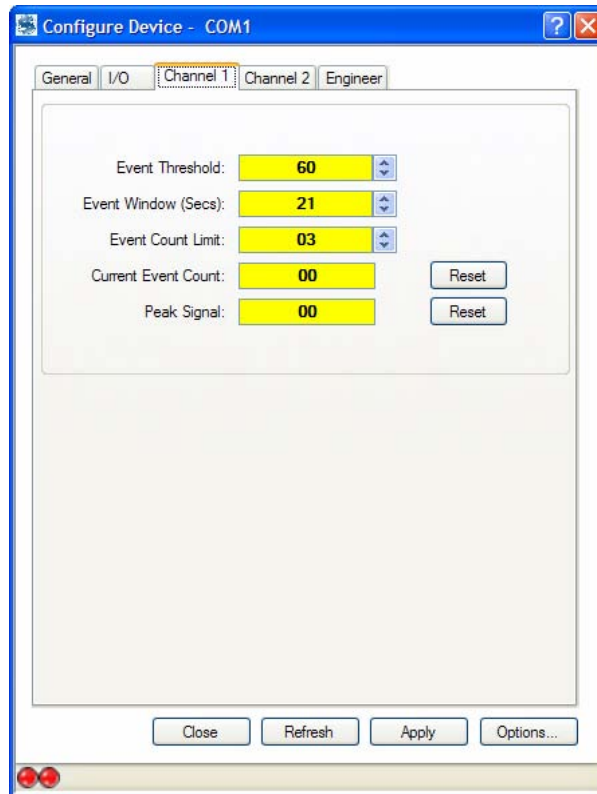 Configure Device - COM1
General I/O Channel 1 Channel 2 Engineer
Event Threshold: 60
Event Window (Secs): 21
Event Count Limit: 03
Current Event Count: 00 Reset
Peak Signal: 00 Reset
Close Refresh Apply Options...